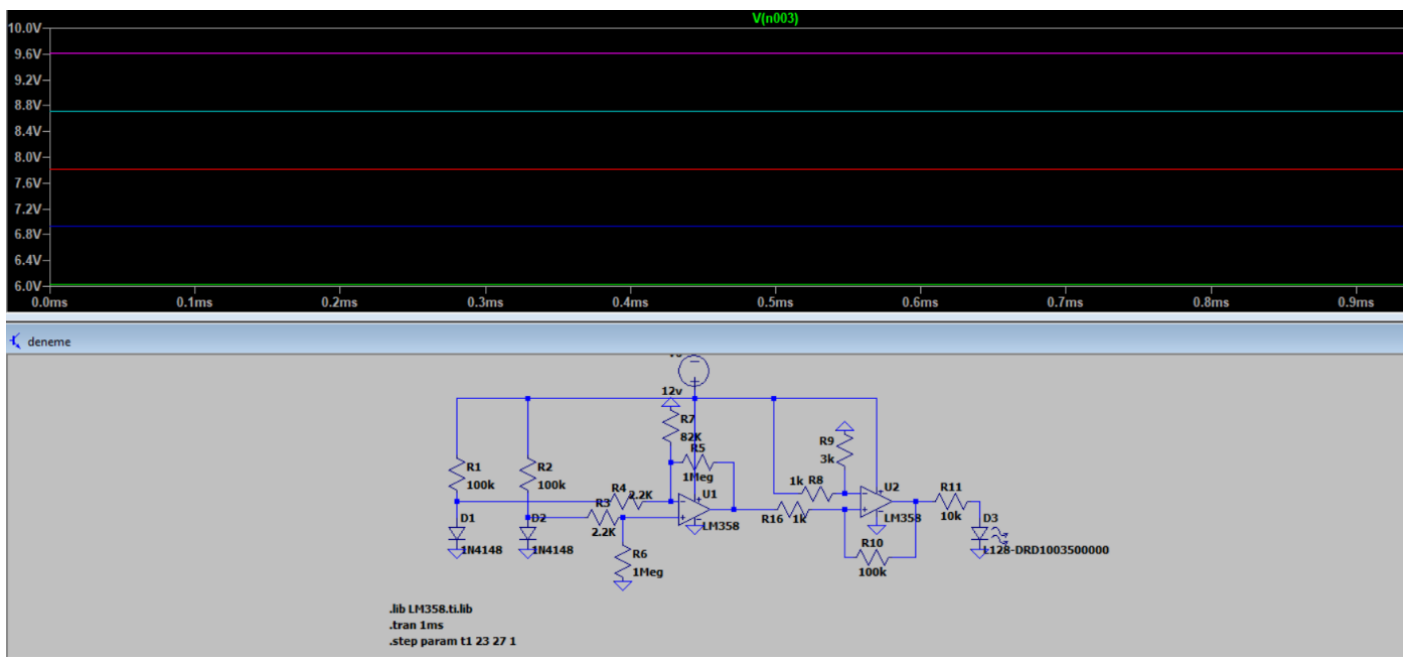 V(n003)
10.0V
9.6V
9.2V
8.8V
8.4V
8.0V
7.6V
7.2V
6.8V
6.4V
6.0V
0.0ms 0.1ms 0.2ms 0.3ms 0.4ms 0.5ms 0.6ms 0.7ms 0.8ms 0.9ms
deneme
12v
R7
82K
R9
3k
R5
1Meg
R1
100k
R2
100k
R4
2.2K
U1
1k R8
U2
R11
10k
R3
2.2K
LM358
R16 1k
LM358
D3
D1
1N4148
D2
1N4148
R6
1Meg
R10
100k
L128-DRD1003500000
.lib LM358.ti.lib
.tran 1ms
.step param t1 23 27 1